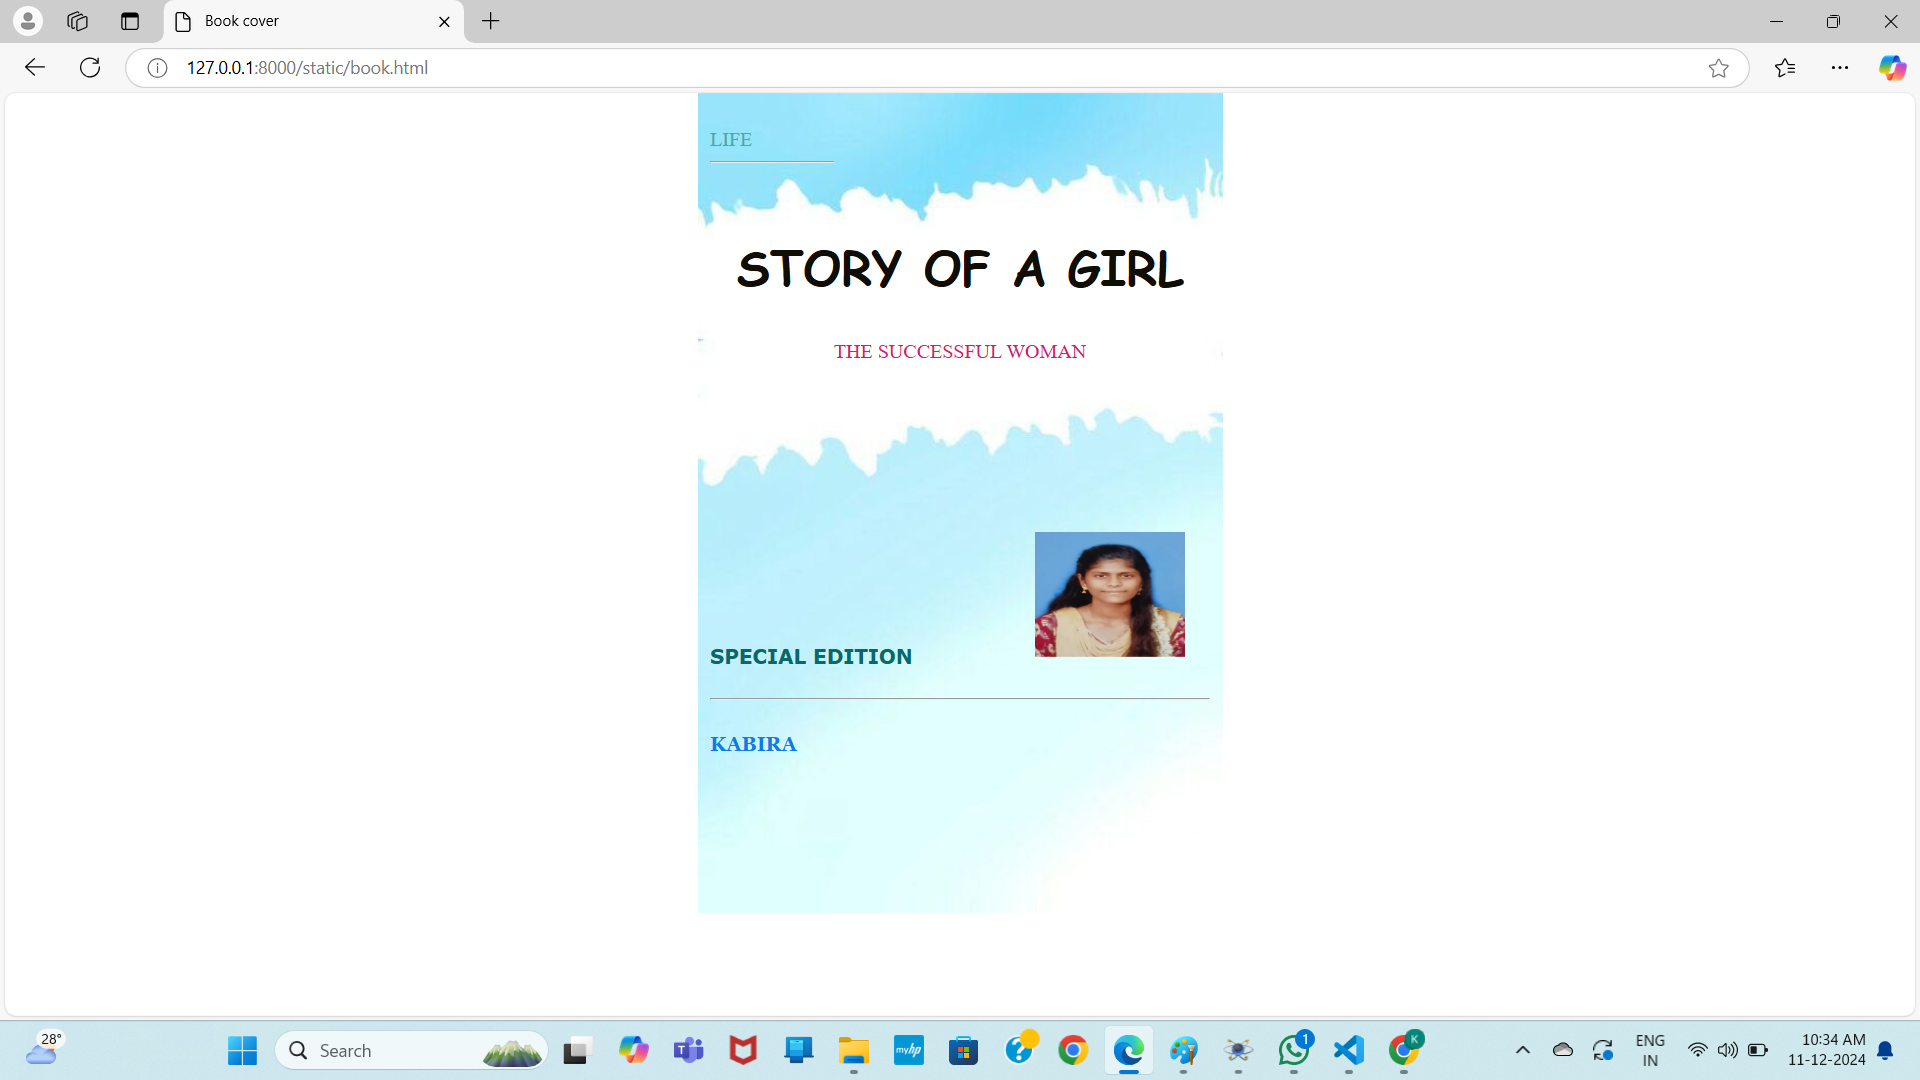 Book cover
127.0.0.1:8000/static/book.html
LIFE
STORY OF A GIRL
THE SUCCESSFUL WOMAN
SPECIAL EDITION
KABIRA
28°
Search
myhp
1
K
ENG
IN
10:34 AM
11-12-2024